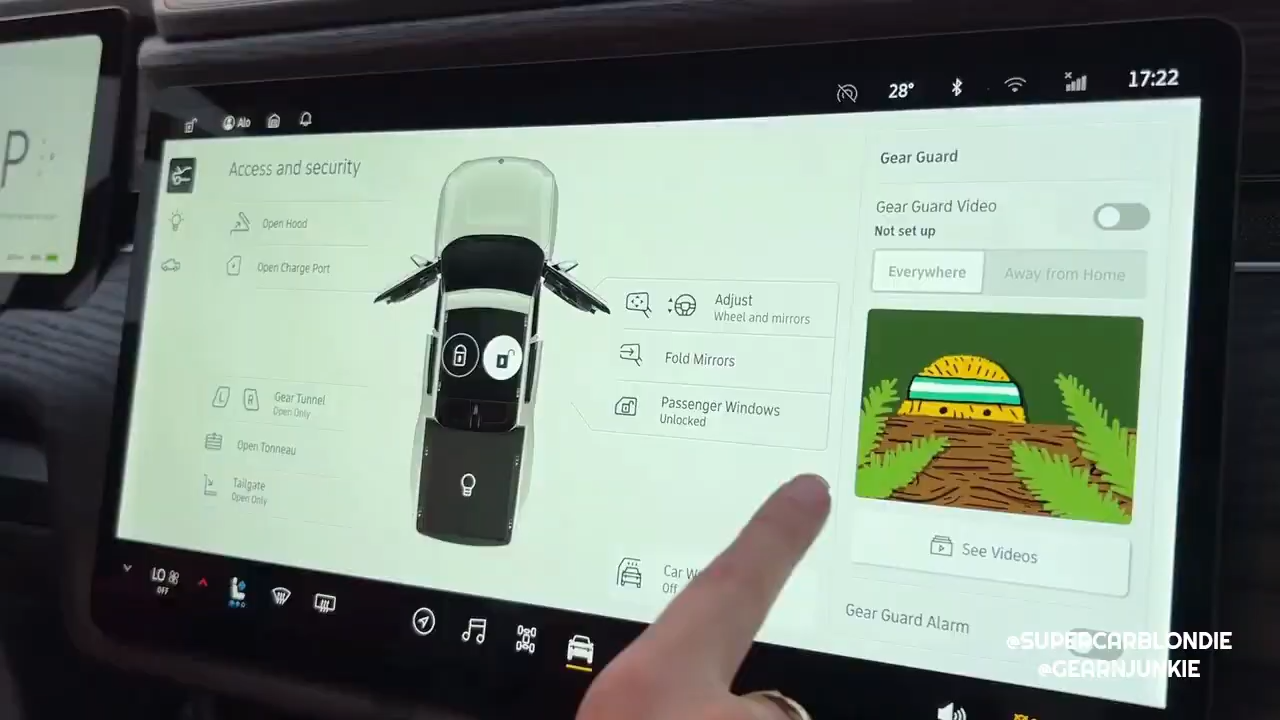 P
28°
17:22
Alo
Access and security
Open Hood
Open Charge Port
Gear Tunnel
Open Only
Open Tonneau
Tailgate
Open Only
Adjust
Wheel and mirrors
Fold Mirrors
Passenger Windows
Unlocked
Car W
Off
Gear Guard
Gear Guard Video
Not set up
Everywhere
Away from Home
See Videos
Gear Guard Alarm
LO
OFF
@SUPERCARBLONDIE
@GEARNJUNKIE